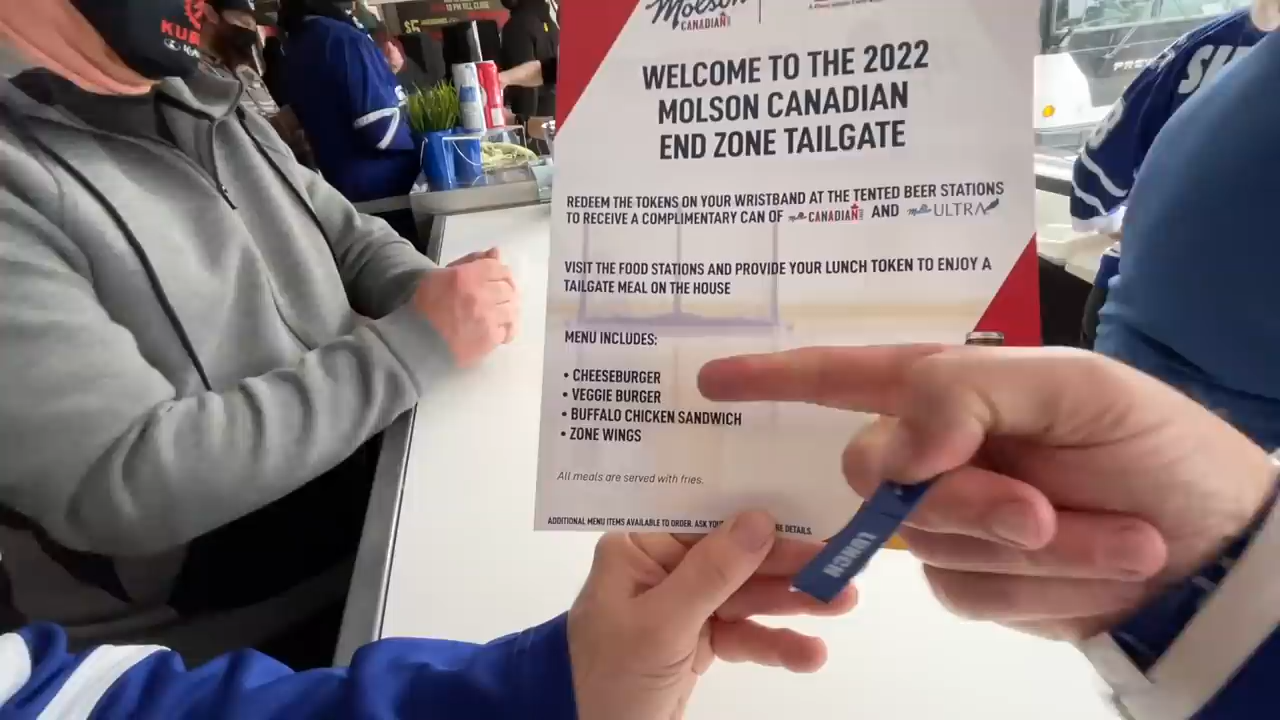 Molson
CANADIAN
WELCOME TO THE 2022
MOLSON CANADIAN
END ZONE TAILGATE
REDEEM THE TOKENS ON YOUR WRISTBAND AT THE TENTED BEER STATIONS
TO RECEIVE A COMPLIMENTARY CAN OF CANADIAN AND ULTRA
VISIT THE FOOD STATIONS AND PROVIDE YOUR LUNCH TOKEN TO ENJOY A
TAILGATE MEAL ON THE HOUSE
MENU INCLUDES:
• CHEESEBURGER
• VEGGIE BURGER
• BUFFALO CHICKEN SANDWICH
• ZONE WINGS
All meals are served with fries.
ADDITIONAL MENU ITEMS AVAILABLE TO ORDER. ASK DETAILS.
LUNCH
$5